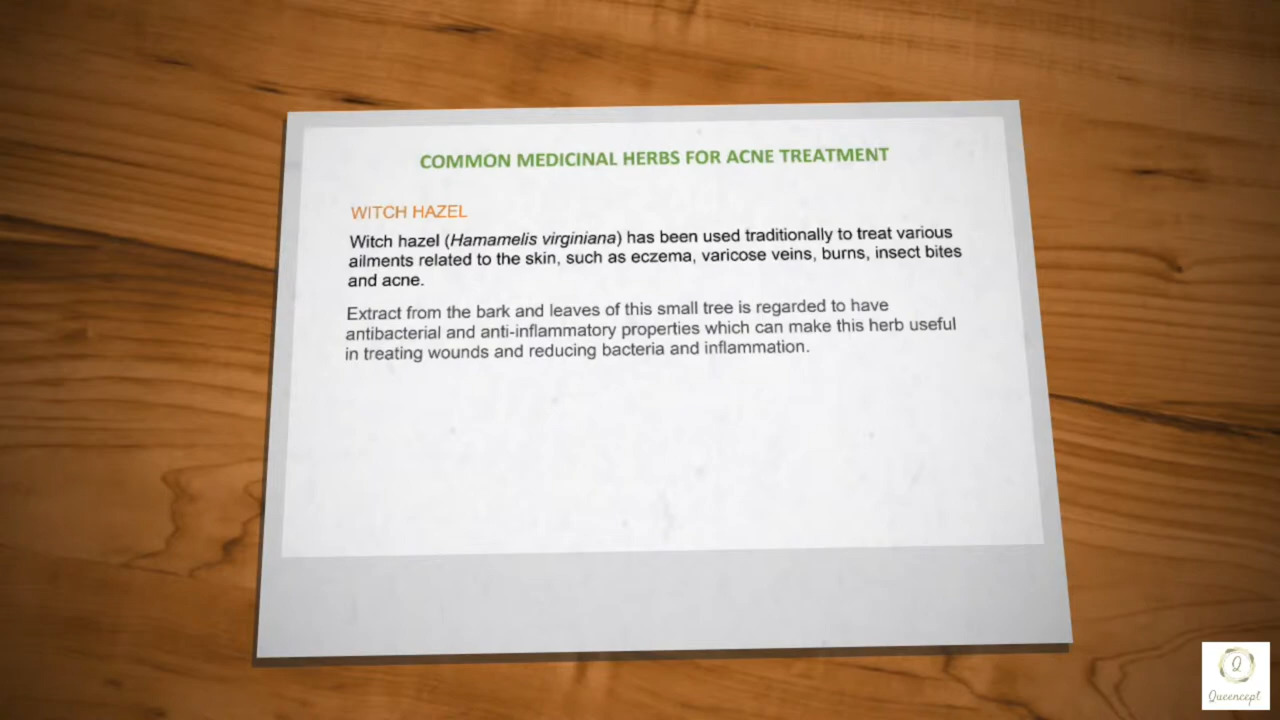 COMMON MEDICINAL HERBS FOR ACNE TREATMENT
WITCH HAZEL
Witch hazel (Hamamelis virginiana) has been used traditionally to treat various
ailments related to the skin, such as eczema, varicose veins, burns, insect bites
and acne.
Extract from the bark and leaves of this small tree is regarded to have
antibacterial and anti-inflammatory properties which can make this herb useful
in treating wounds and reducing bacteria and inflammation.
Q
Queencept